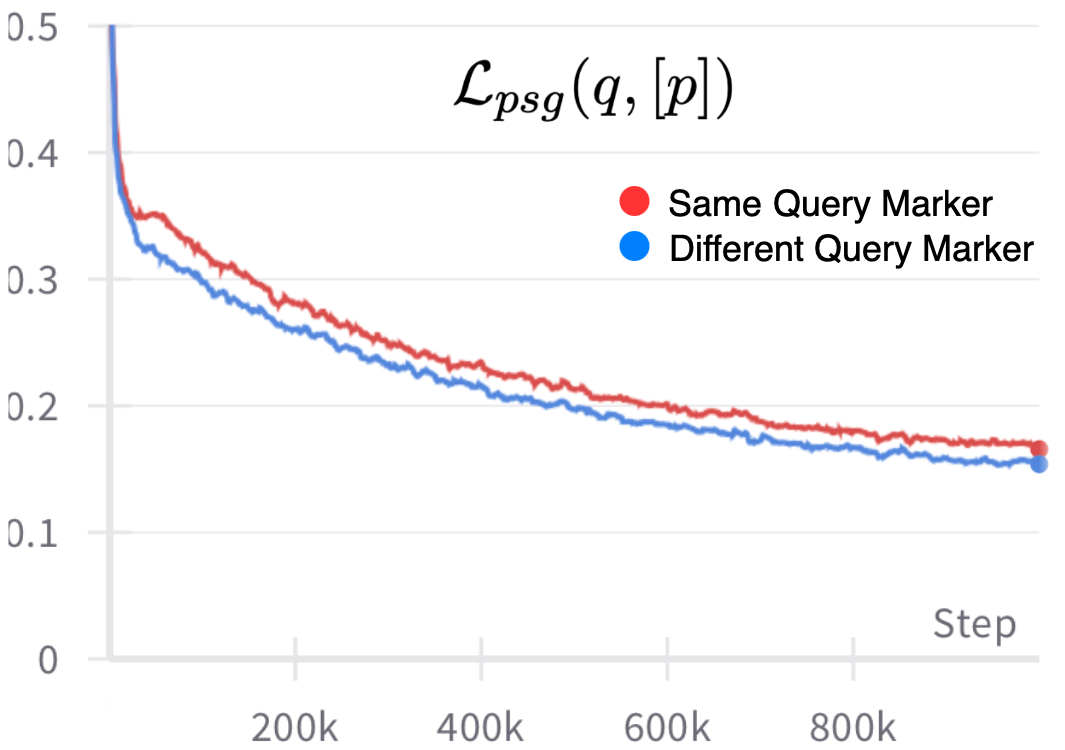 0.5
ℒpsg(q, [p])
0.4
Same Query Marker
Different Query Marker
0.3
0.2
0.1
Step
0
200k 400k 600k 800k